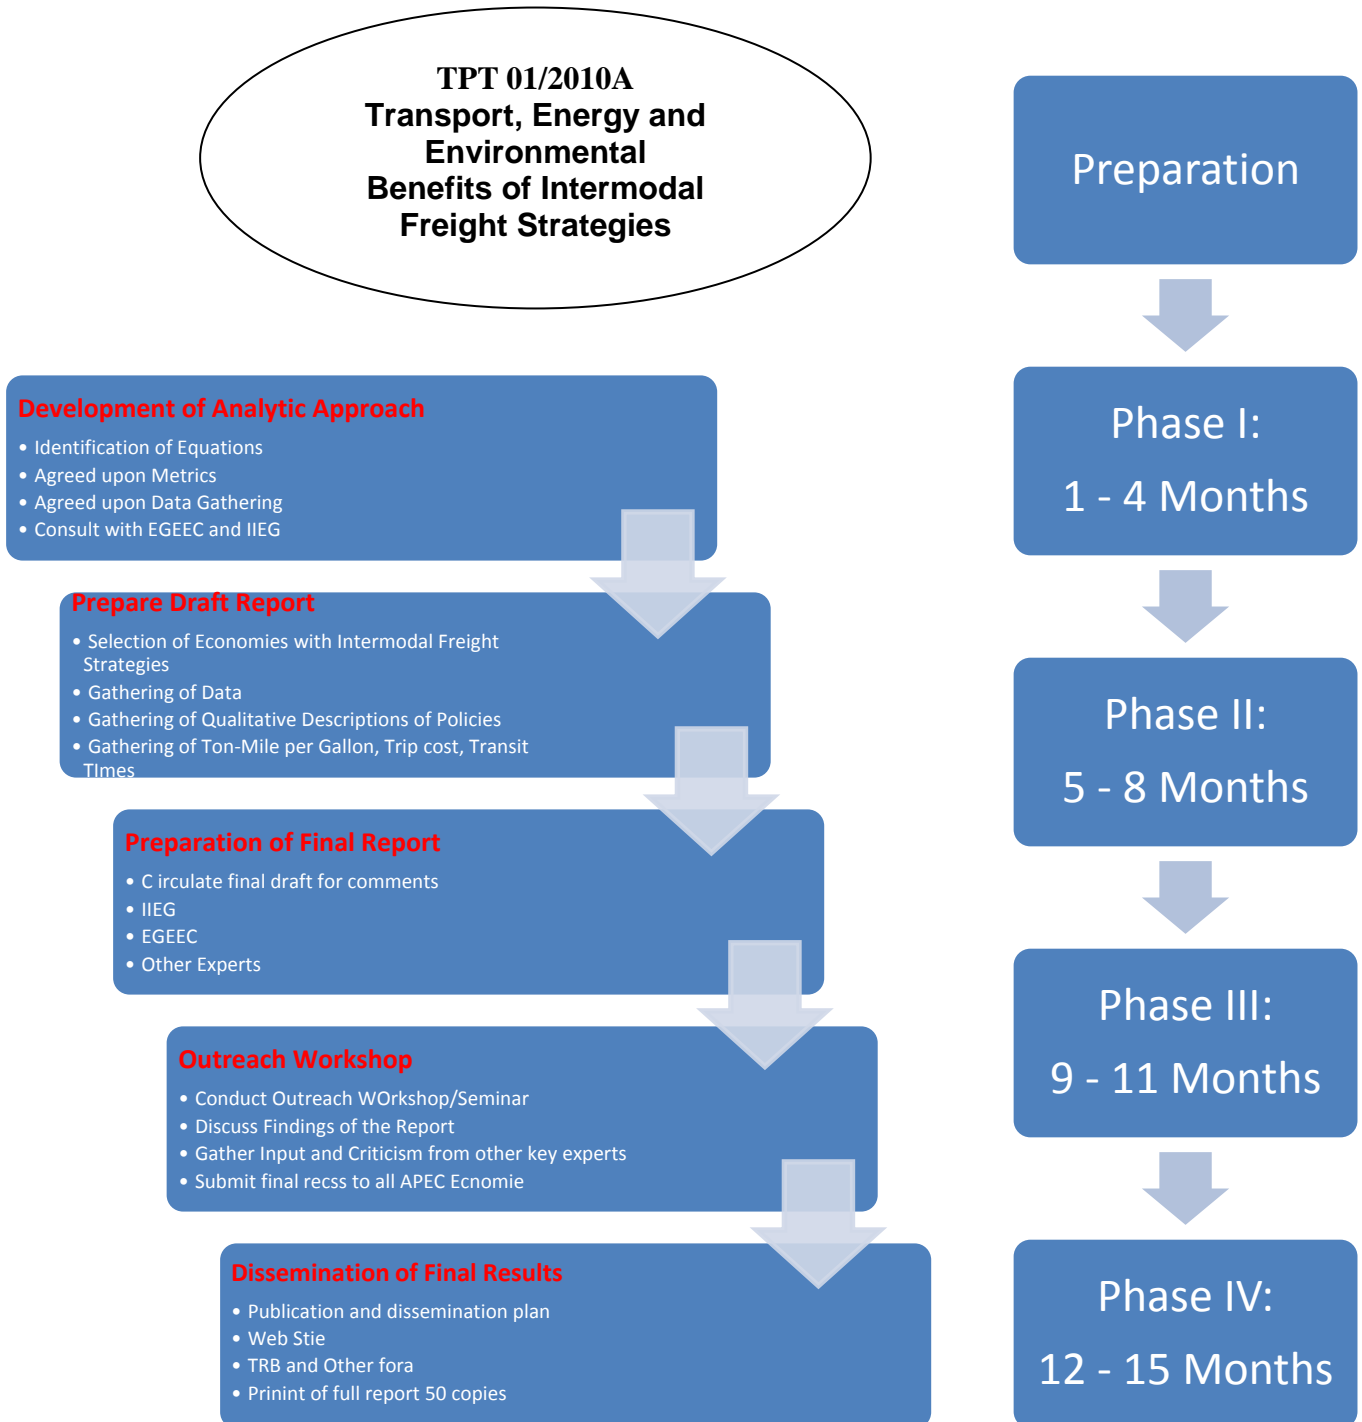 TPT 01/2010A
Transport, Energy and
Environmental
Benefits of Intermodal
Freight Strategies
Development of Analytic Approach
• Identification of Equations
• Agreed upon Metrics
• Agreed upon Data Gathering
• Consult with EGEEC and IIEG
Prepare Draft Report
• Selection of Economies with Intermodal Freight
Strategies
• Gathering of Data
• Gathering of Qualitative Descriptions of Policies
• Gathering of Ton-Mile per Gallon, Trip cost, Transit
TImes
Preparation of Final Report
• C irculate final draft for comments
• IIEG
• EGEEC
• Other Experts
Outreach Workshop
• Conduct Outreach WOrkshop/Seminar
• Discuss Findings of the Report
• Gather Input and Criticism from other key experts
• Submit final recss to all APEC Ecnomie
Dissemination of Final Results
• Publication and dissemination plan
• Web Stie
• TRB and Other fora
• Prinint of full report 50 copies
Preparation
Phase I:
1 - 4 Months
Phase II:
5 - 8 Months
Phase III:
9 - 11 Months
Phase IV:
12 - 15 Months